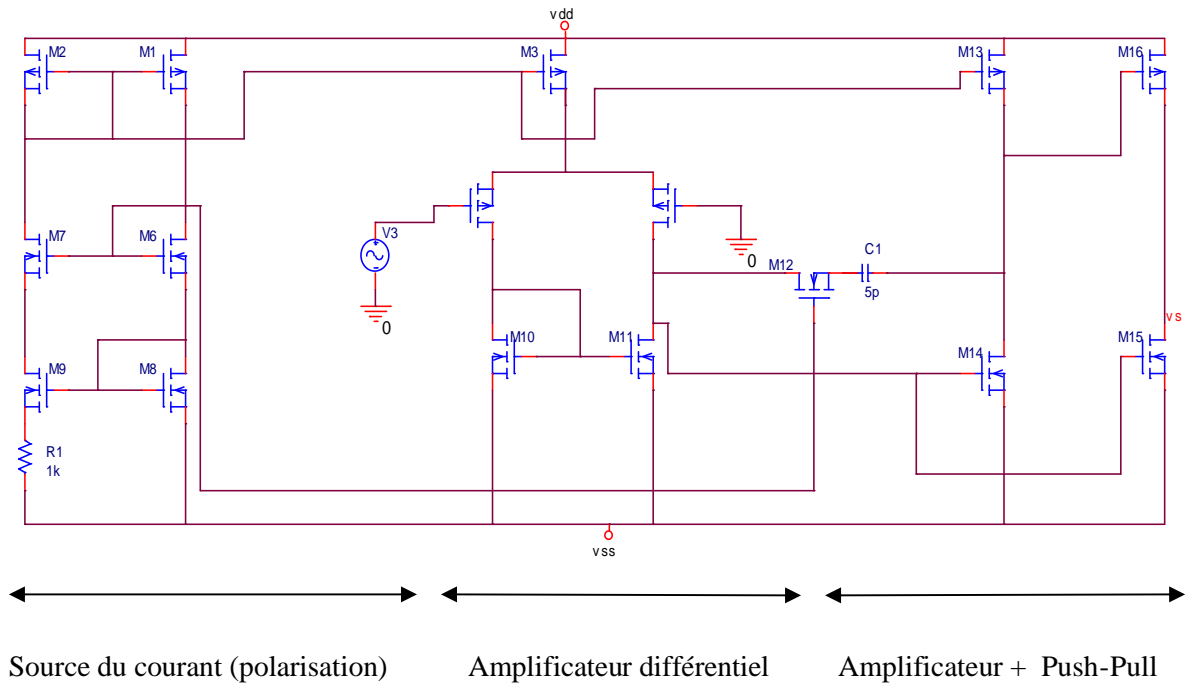 vdd
M2
M1
M3
M13
M16
M7
M6
V3
0
0
C1
M12
5p
vs
M9
M8
M10
M11
M14
M15
R1
1k
vss
Source du courant (polarisation)
Amplificateur différentiel
Amplificateur + Push-Pull